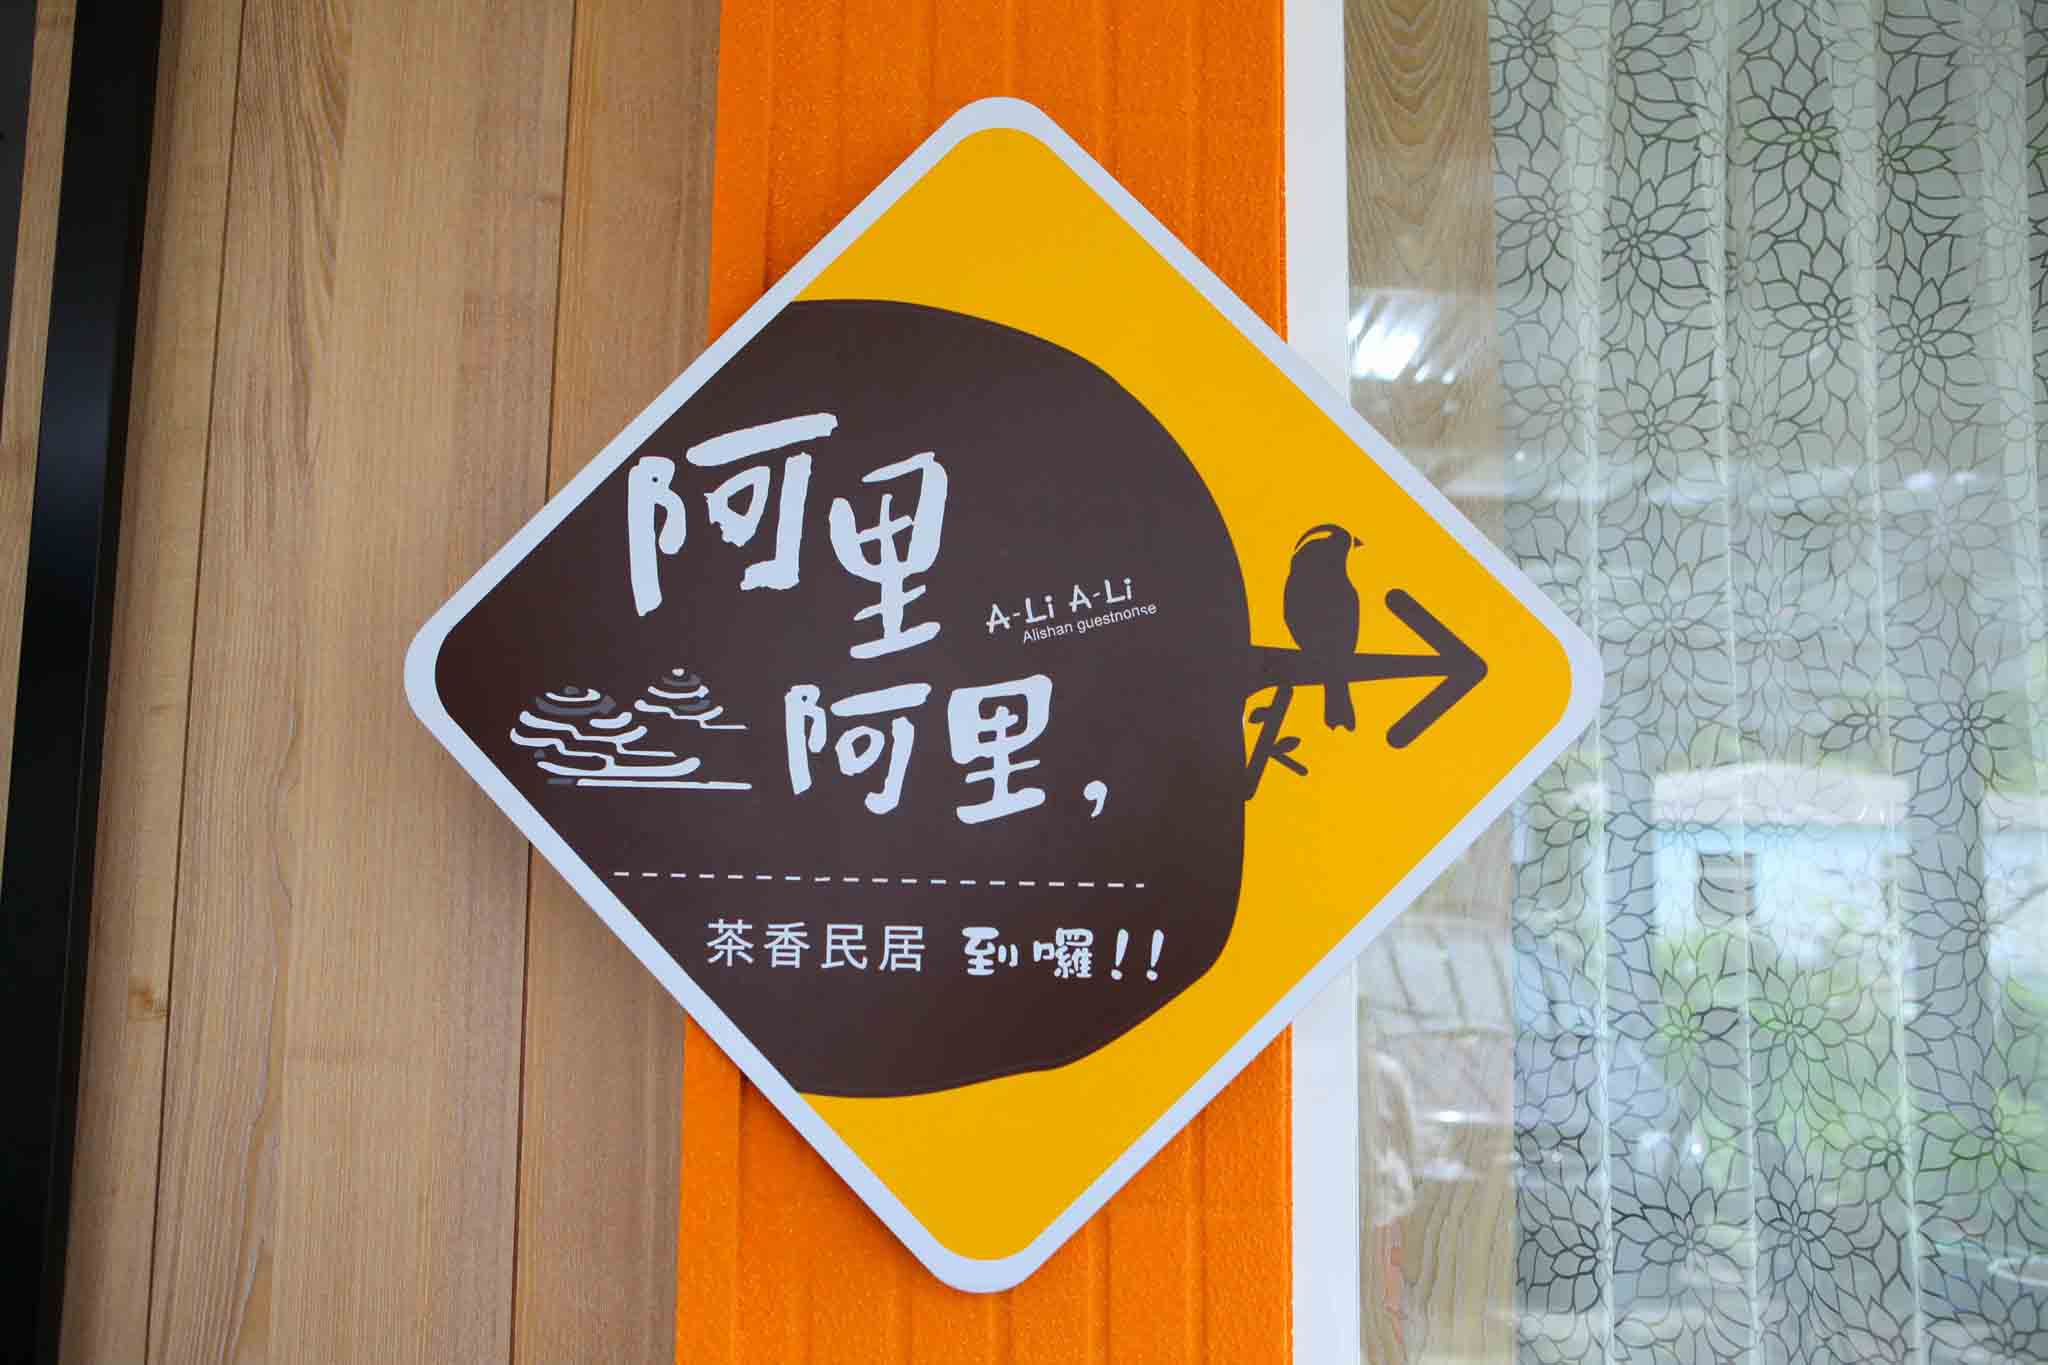 阿里
A-Li A-Li
Alishan guestnonse
阿里,
茶香民居 到囉!!